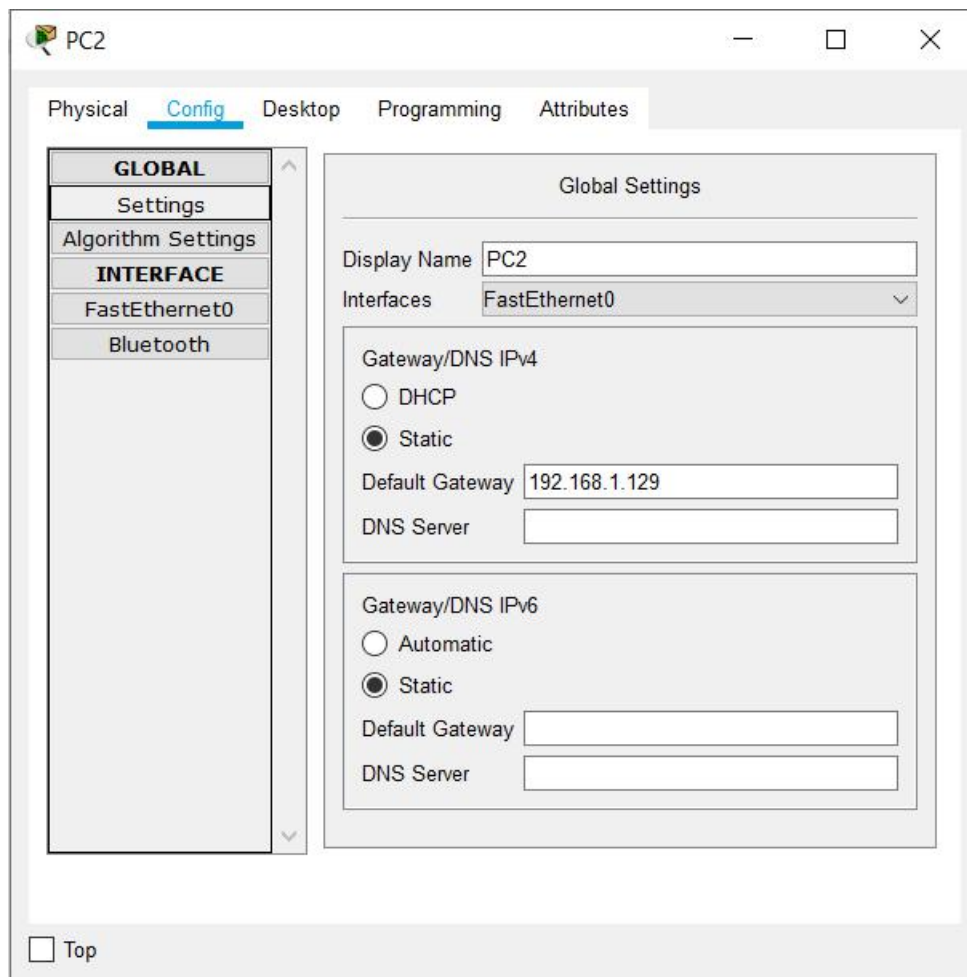 PC2
Physical Config Desktop Programming Attributes
GLOBAL
Settings
Algorithm Settings
INTERFACE
FastEthernet0
Bluetooth
Global Settings
Display Name PC2
Interfaces FastEthernet0
Gateway/DNS IPv4
DHCP
Static
Default Gateway 192.168.1.129
DNS Server
Gateway/DNS IPv6
Automatic
Static
Default Gateway
DNS Server
Top